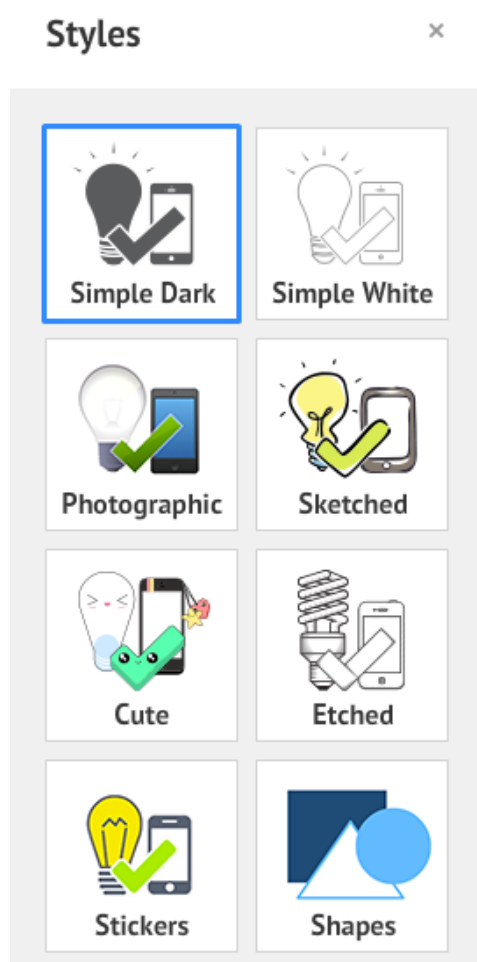 Styles ×
Simple Dark
Simple White
Photographic
Sketched
Cute
Etched
Stickers
Shapes